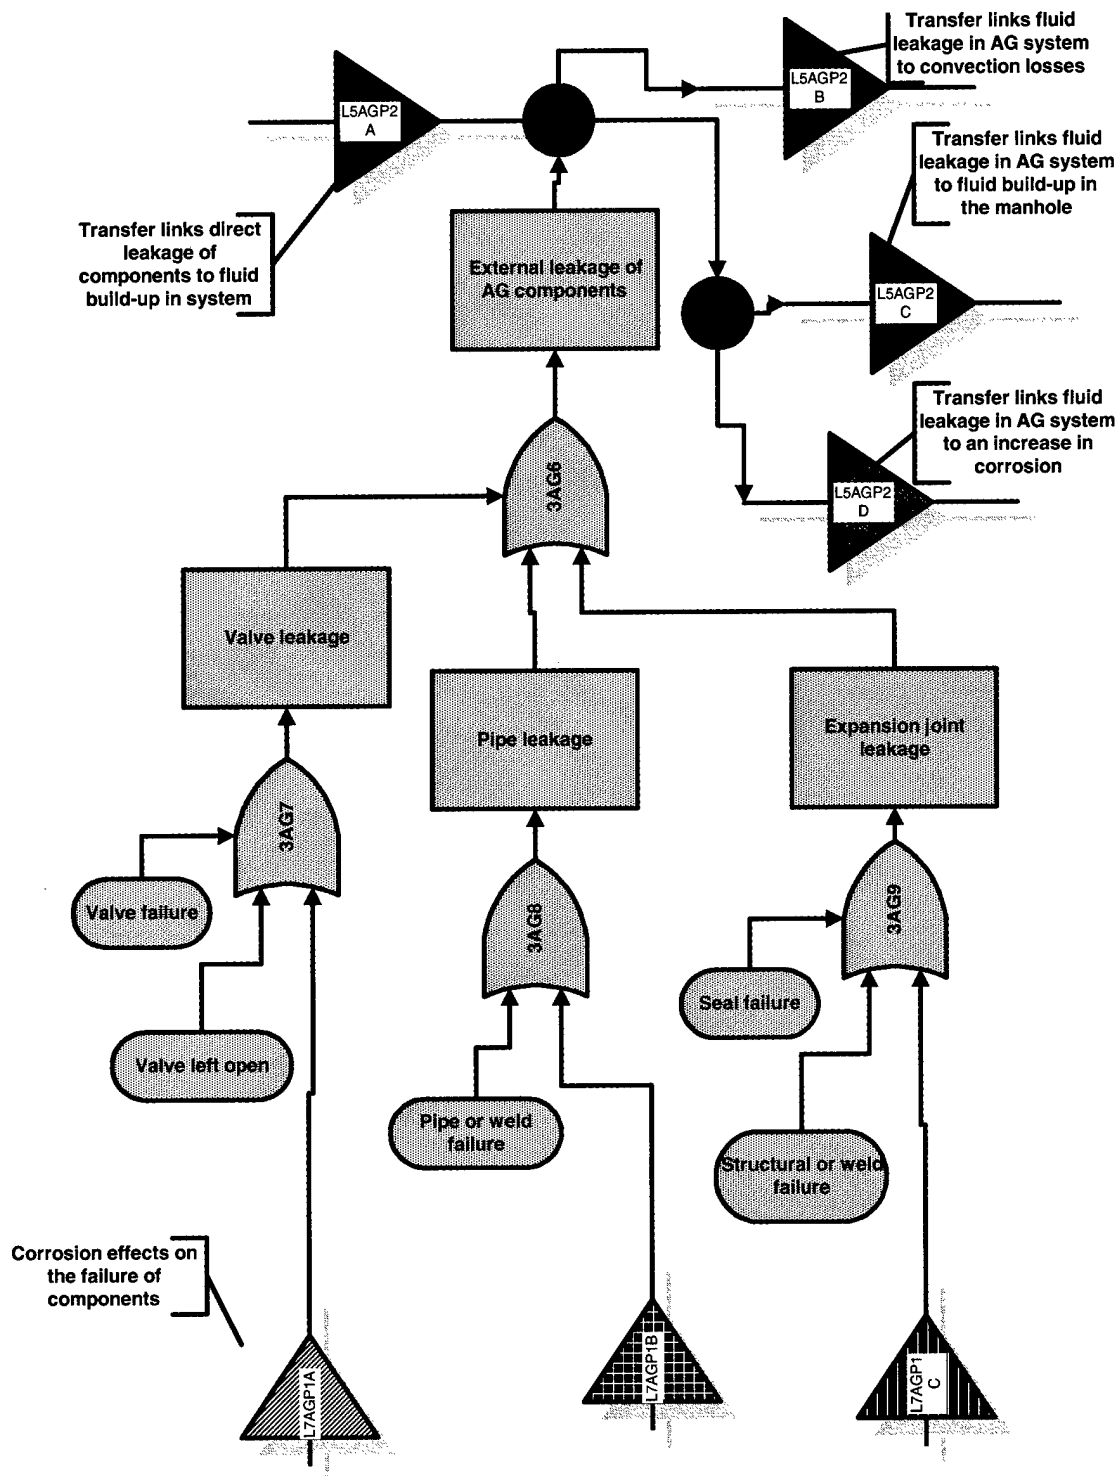 Transfer links fluid
leakage in AG system
to convection losses
L5AGP2
B
L5AGP2
A
Transfer links fluid
leakage in AG system
to fluid build-up in
the manhole
Transfer links direct
leakage of
components to fluid
build-up in system
External leakage of
AG components
L5AGP2
C
Transfer links fluid
leakage in AG system
to an increase in
corrosion
3AG6
L5AGP2
D
Valve leakage
Pipe leakage
Expansion joint
leakage
3AG7
Valve failure
3AG8
3AG9
Seal failure
Valve left open
Pipe or weld
failure
Structural or weld
failure
Corrosion effects on
the failure of
components
L7AGP1A
L7AGP1B
L7AGP1
C